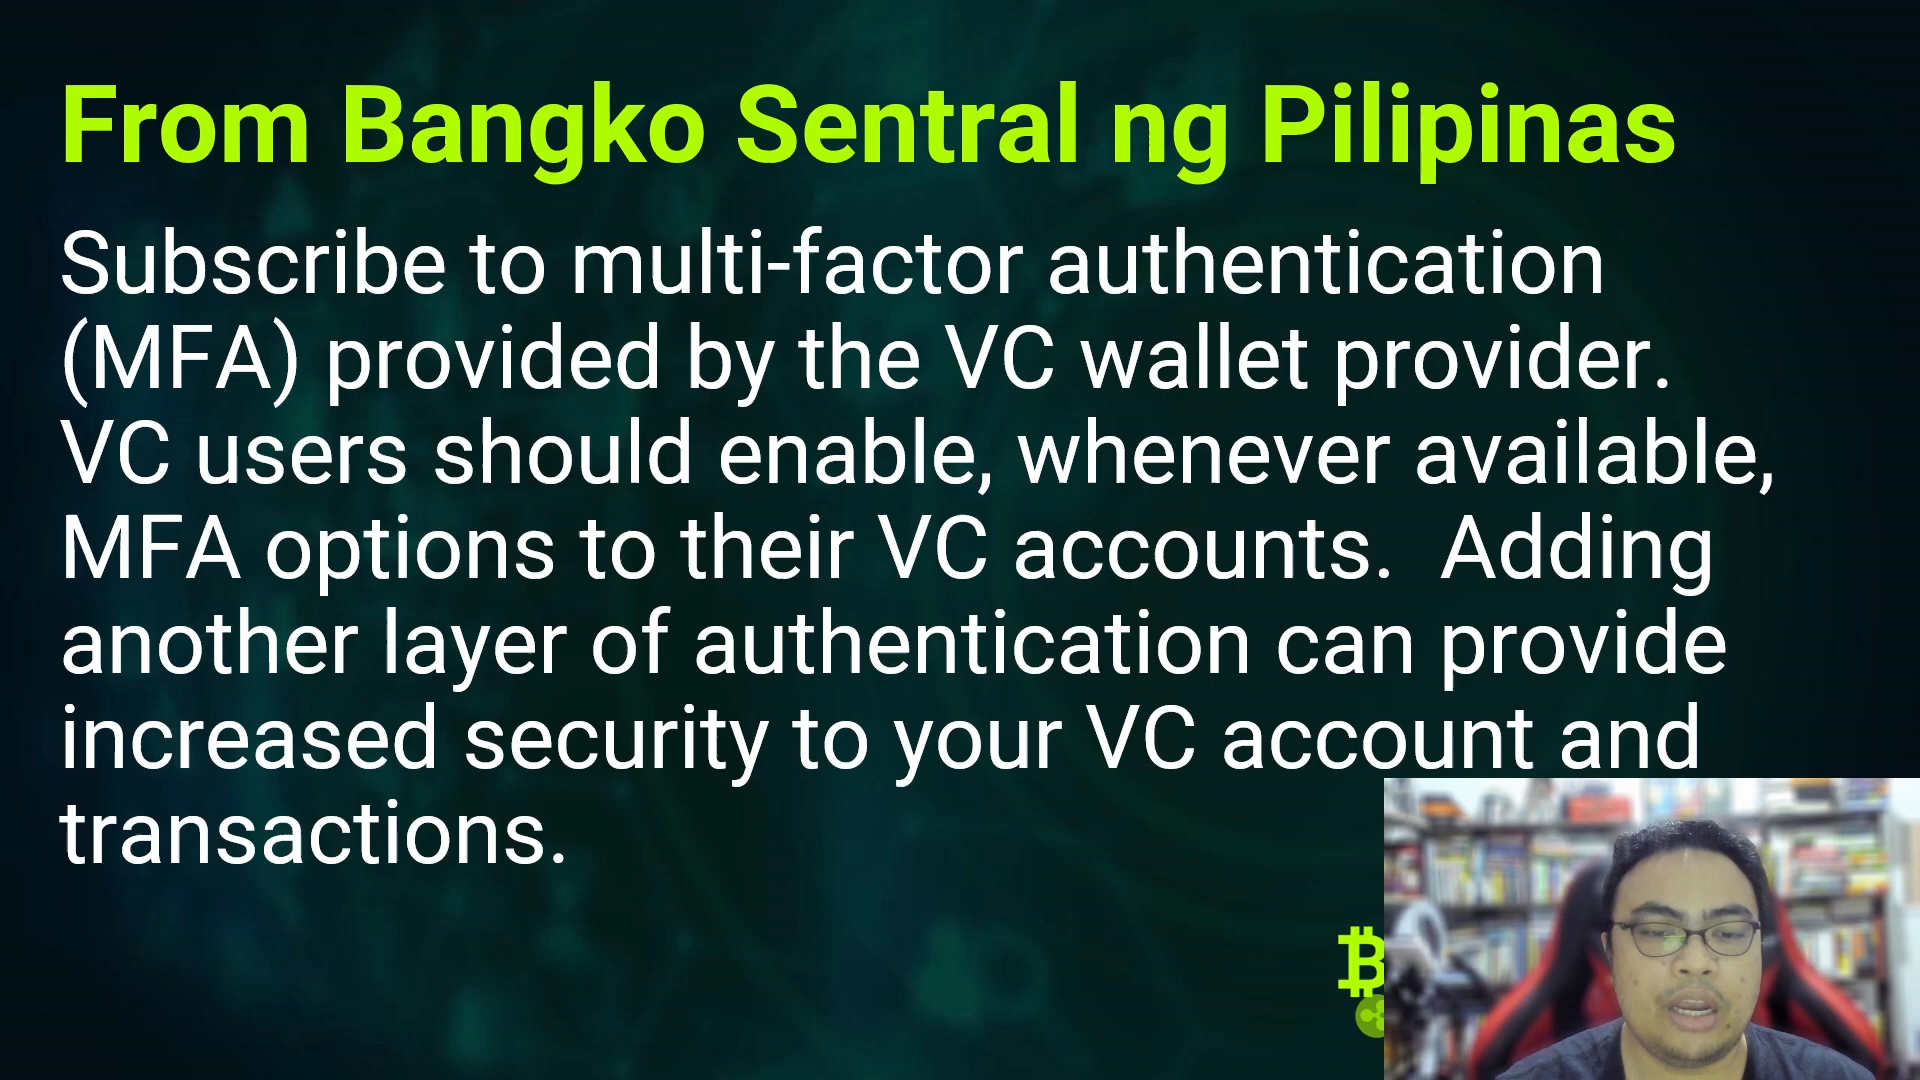 From Bangko Sentral ng Pilipinas
Subscribe to multi-factor authentication
(MFA) provided by the VC wallet provider.
VC users should enable, whenever available,
MFA options to their VC accounts.  Adding
another layer of authentication can provide
increased security to your VC account and
transactions.